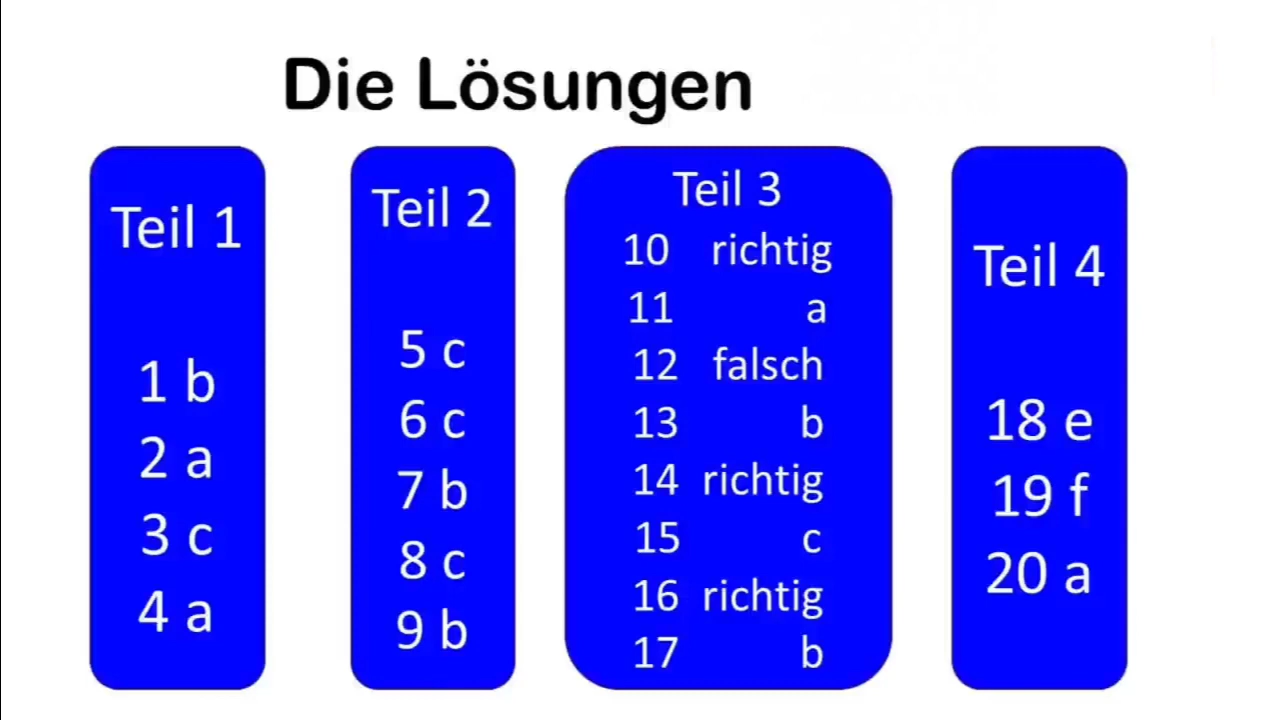 Die Lösungen
Teil 1
1 b
2 a
3 c
4 a
Teil 2
5 c
6 c
7 b
8 c
9 b
Teil 3
10 richtig
11 a
12 falsch
13 b
14 richtig
15 c
16 richtig
17 b
Teil 4
18 e
19 f
20 a